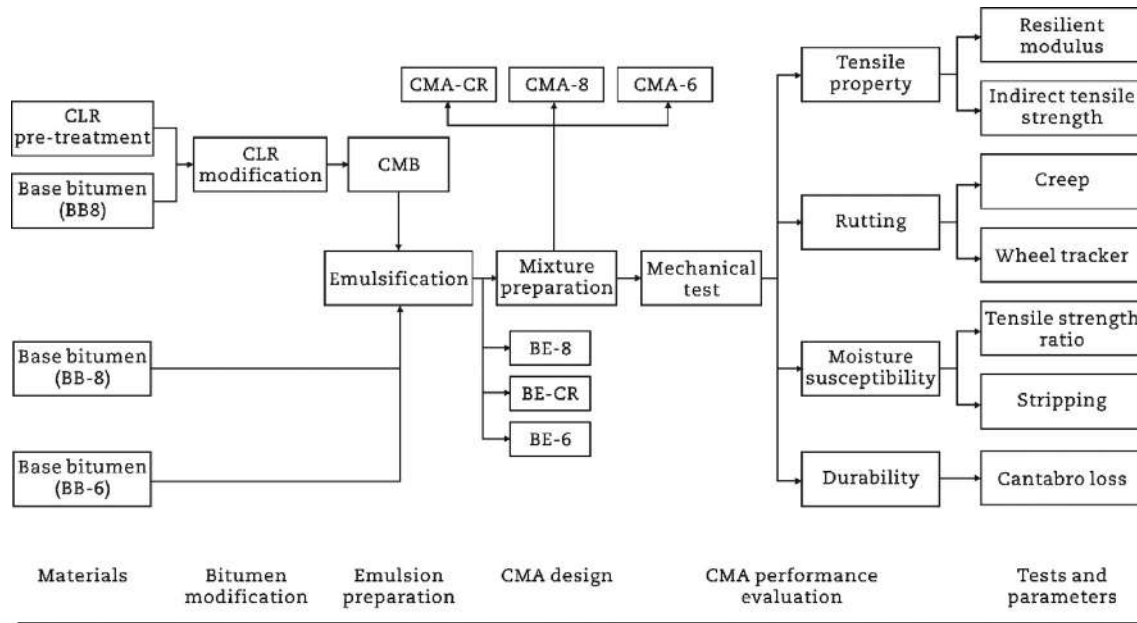 CLR
pre-treatment
Base bitumen
(BB8)
Base bitumen
(BB-8)
Base bitumen
(BB-6)
CLR
modification
CMB
Emulsification
CMA-CR
CMA-8
CMA-6
Mixture
preparation
BE-8
BE-CR
BE-6
Mechanical
test
Tensile
property
Rutting
Moisture
susceptibility
Durability
Resilient
modulus
Indirect tensile
strength
Creep
Wheel tracker
Tensile strength
ratio
Stripping
Cantabro loss
Materials
Bitumen
modification
Emulsion
preparation
CMA design
CMA performance
evaluation
Tests and
parameters